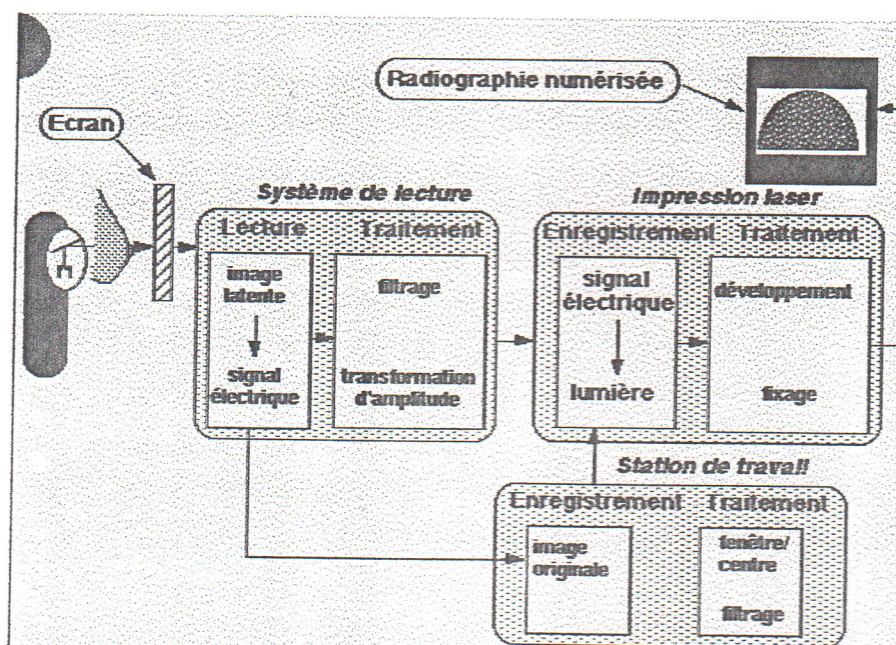 Radiographie numérisée
Ecran
Système de lecture
Impression laser
Lecture Traitement
Enregistrement Traitement
image
latente
signal
électrique
filtrage
transformation
d'amplitude
signal
électrique
lumière
développement
fixage
Station de travail
Enregistrement Traitement
image
originale
fenêtre/
centre
filtrage